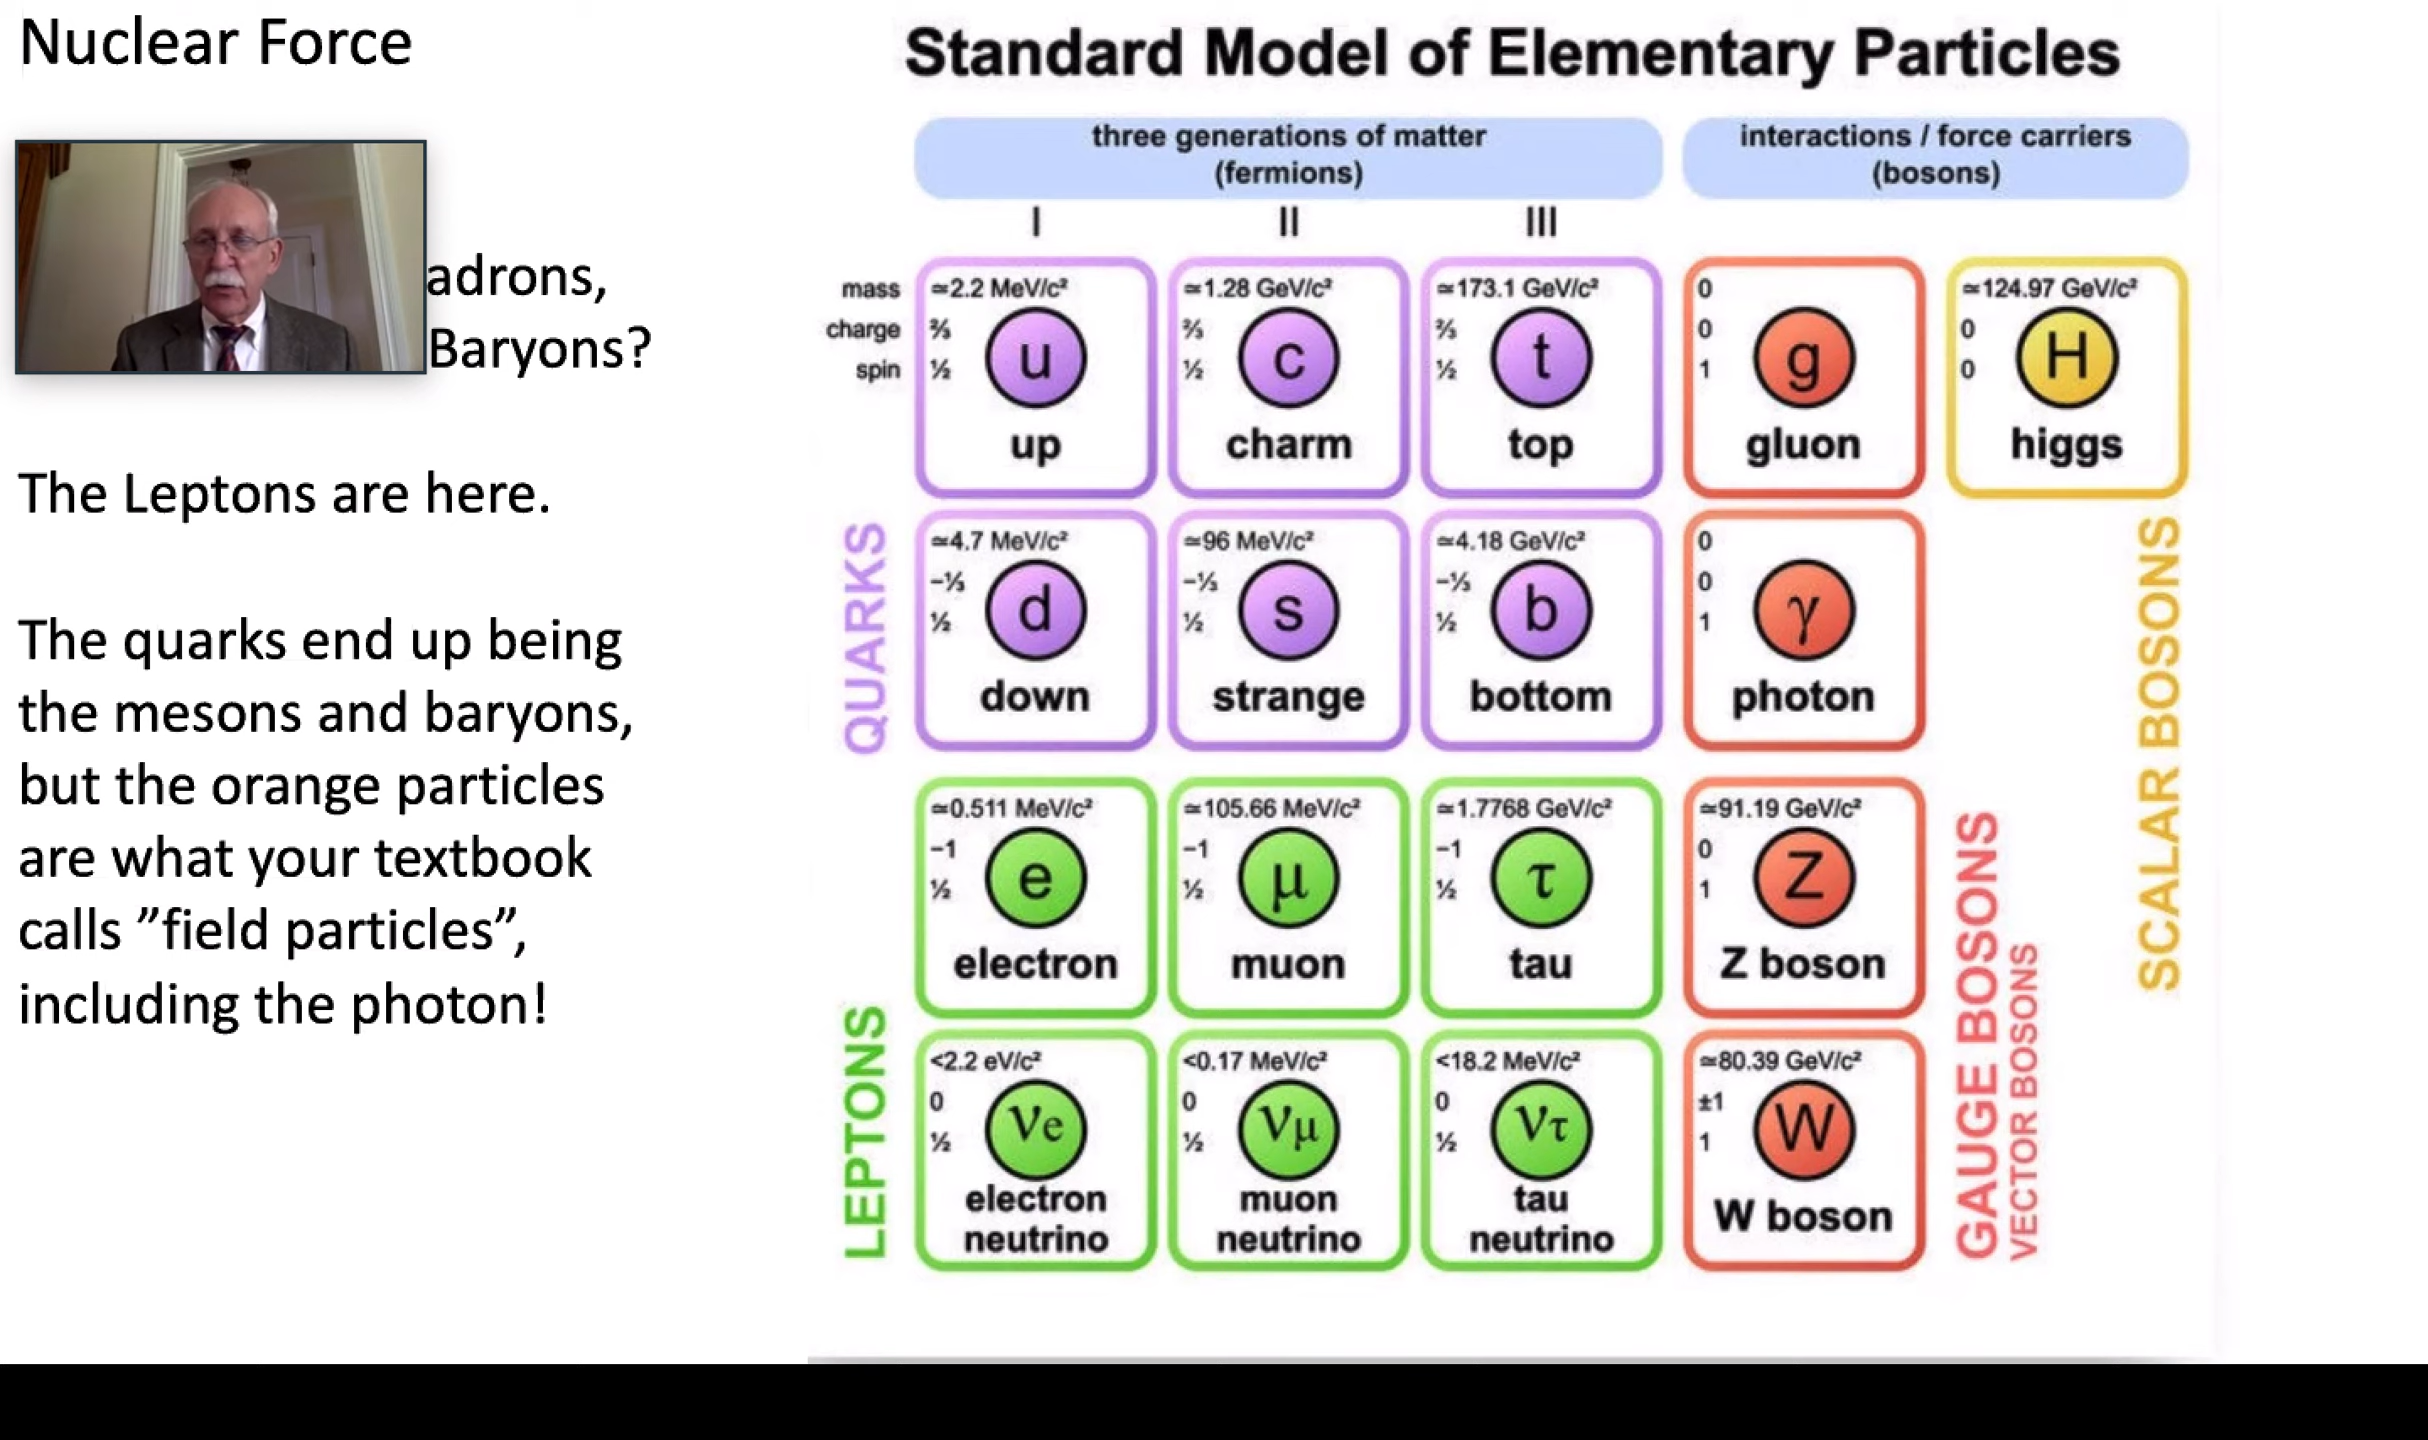 Nuclear Force
adrons,
Baryons?
The Leptons are here.
The quarks end up being
the mesons and baryons,
but the orange particles
are what your textbook
calls ”field particles”,
including the photon!
Standard Model of Elementary Particles
three generations of matter
(fermions)
interactions / force carriers
(bosons)
I II III
mass ≃2.2 MeV/c² ≃1.28 GeV/c² ≃173.1 GeV/c² 0 ≃124.97 GeV/c²
charge ⅔ ⅔ ⅔ 0 0
spin ½ ½ ½ 1 0
u c t g H
up charm top gluon higgs
QUARKS
≃4.7 MeV/c² ≃96 MeV/c² ≃4.18 GeV/c² 0
−⅓ −⅓ −⅓ 0
½ ½ ½ 1
d s b γ
down strange bottom photon
SCALAR BOSONS
≃0.511 MeV/c² ≃105.66 MeV/c² ≃1.7768 GeV/c² ≃91.19 GeV/c²
−1 −1 −1 0
½ ½ ½ 1
e μ τ Z
electron muon tau Z boson
LEPTONS
<2.2 eV/c² <0.17 MeV/c² <18.2 MeV/c² ≃80.39 GeV/c²
0 0 0 ±1
½ ½ ½ 1
νe νμ ντ W
electron muon tau W boson
neutrino neutrino neutrino
GAUGE BOSONS
VECTOR BOSONS